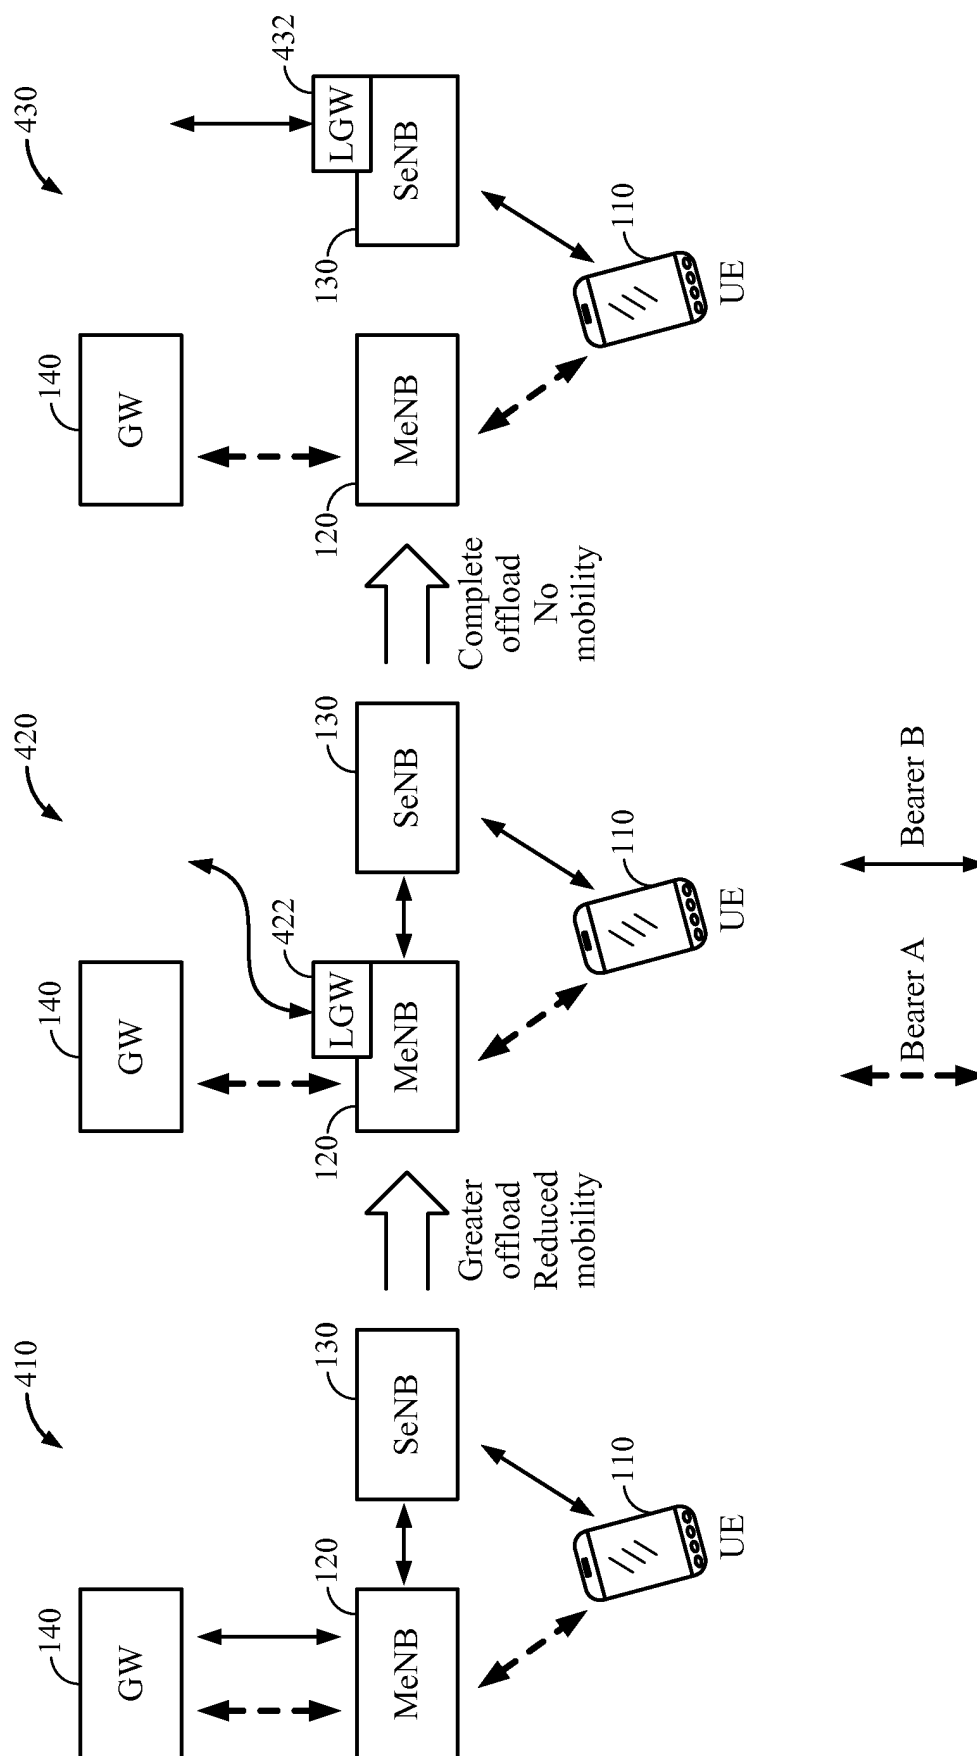 410
140
GW
120
MeNB
130
SeNB
110
UE
Greater
offload
Reduced
mobility
420
140
GW
422
LGW
120
MeNB
130
SeNB
110
UE
Complete
offload
No
mobility
430
140
GW
432
LGW
120
MeNB
130
SeNB
110
UE
Bearer A
Bearer B